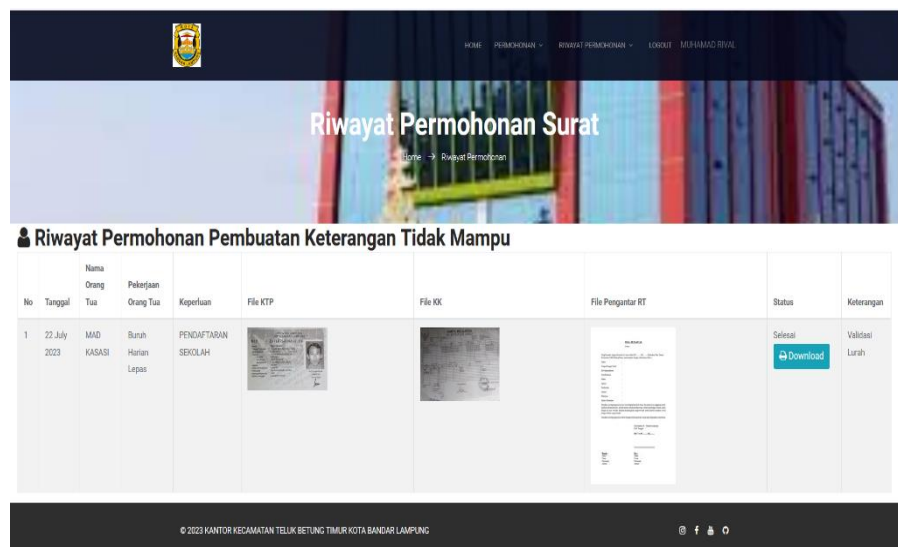 HOME PERMOHONAN RIWAYAT PERMOHONAN LOGOUT MUHAMAD RIVAL
Riwayat Permohonan Surat
Home → Riwayat Permohonan
Riwayat Permohonan Pembuatan Keterangan Tidak Mampu
No Tanggal Nama Orang Tua Pekerjaan Orang Tua Keperluan File KTP File KK File Pengantar RT Status Keterangan
1 22 July 2023 MAD KASASI Buruh Harian Lepas PENDAFTARAN SEKOLAH Selesai Download Validasi Lurah
© 2023 KANTOR KECAMATAN TELUK BETUNG TIMUR KOTA BANDAR LAMPUNG